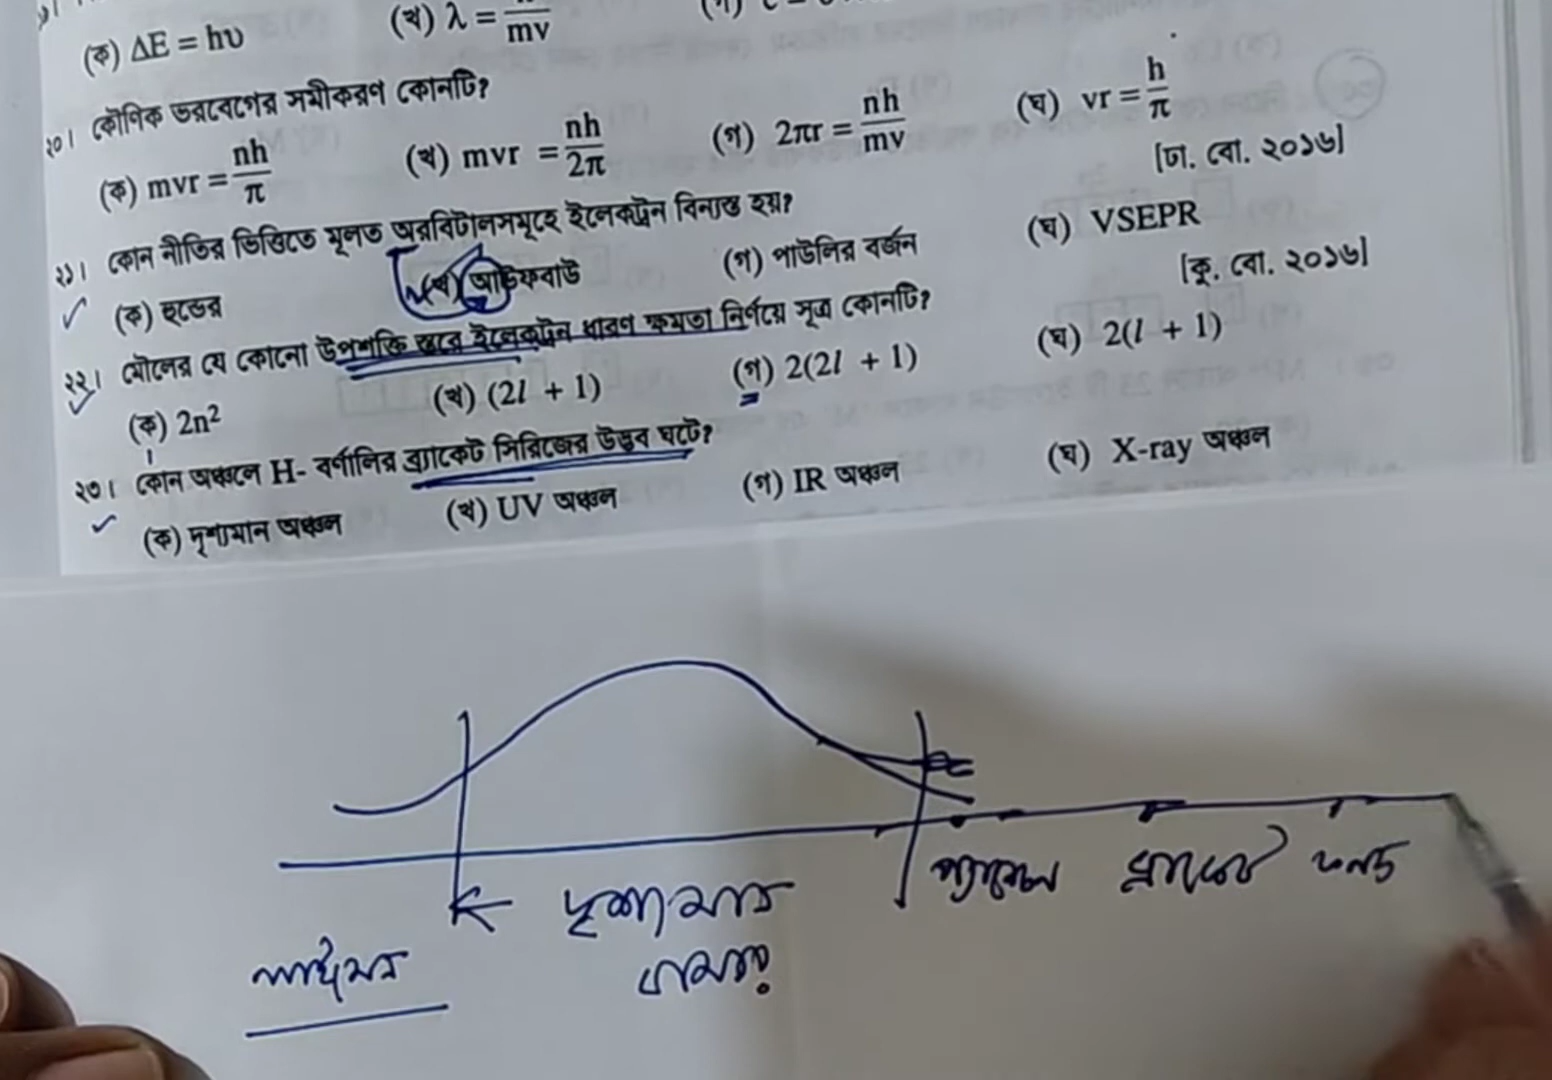 (ক) ΔE = hυ (খ) λ = h/mv
২০। কৌণিক ভরবেগের সমীকরণ কোনটি?
(ক) mvr = nh/π (খ) mvr = nh/2π (গ) 2πr = nh/mv (ঘ) vr = h/π
[ঢা. বো. ২০১৬]
২১। কোন নীতির ভিত্তিতে মূলত অরবিটালসমূহে ইলেকট্রন বিন্যস্ত হয়?
(ক) হুন্ডের (খ) আউফবাউ (গ) পাউলির বর্জন (ঘ) VSEPR
[কু. বো. ২০১৬]
২২। মৌলের যে কোনো উপশক্তি স্তরে ইলেকট্রন ধারণ ক্ষমতা নির্ণয়ে সূত্র কোনটি?
(ক) 2n² (খ) (2l + 1) (গ) 2(2l + 1) (ঘ) 2(l + 1)
২৩। কোন অঞ্চলে H- বর্ণালির ব্র্যাকেট সিরিজের উদ্ভব ঘটে?
(ক) দৃশ্যমান অঞ্চল (খ) UV অঞ্চল (গ) IR অঞ্চল (ঘ) X-ray অঞ্চল
দৃশ্যমান প্যাশ্চেন ব্রাকেট ফুনড
লাইমান বামার